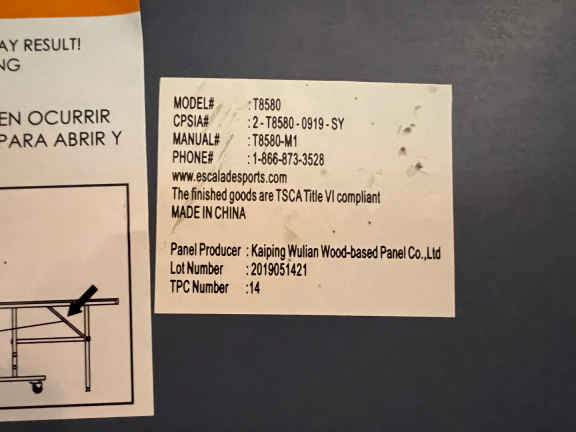 AY RESULT!
NG
EN OCURRIR
PARA ABRIR Y
MODEL# : T8580
CPSIA# : 2 - T8580 - 0919 - SY
MANUAL# : T8580-M1
PHONE# : 1-866-873-3528
www.escaladesports.com
The finished goods are TSCA Title VI compliant
MADE IN CHINA
Panel Producer : Kaiping Wulian Wood-based Panel Co.,Ltd
Lot Number : 2019051421
TPC Number : 14